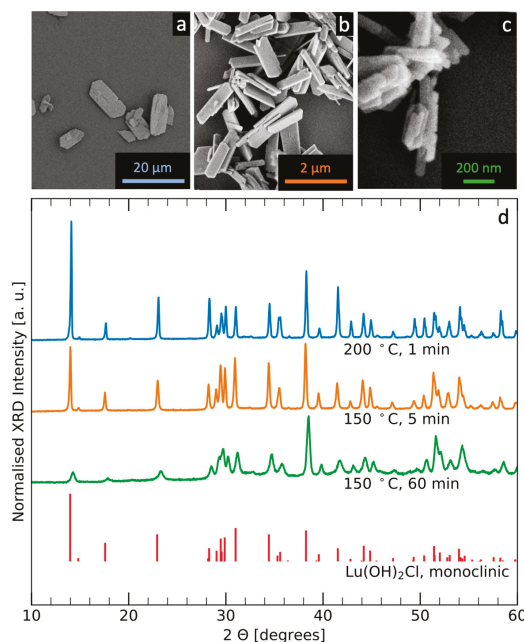 a
b
c
20 μm
2 μm
200 nm
d
Normalised XRD Intensity [a. u.]
200 °C, 1 min
150 °C, 5 min
150 °C, 60 min
Lu(OH)₂Cl, monoclinic
10 20 30 40 50 60
2 Θ [degrees]